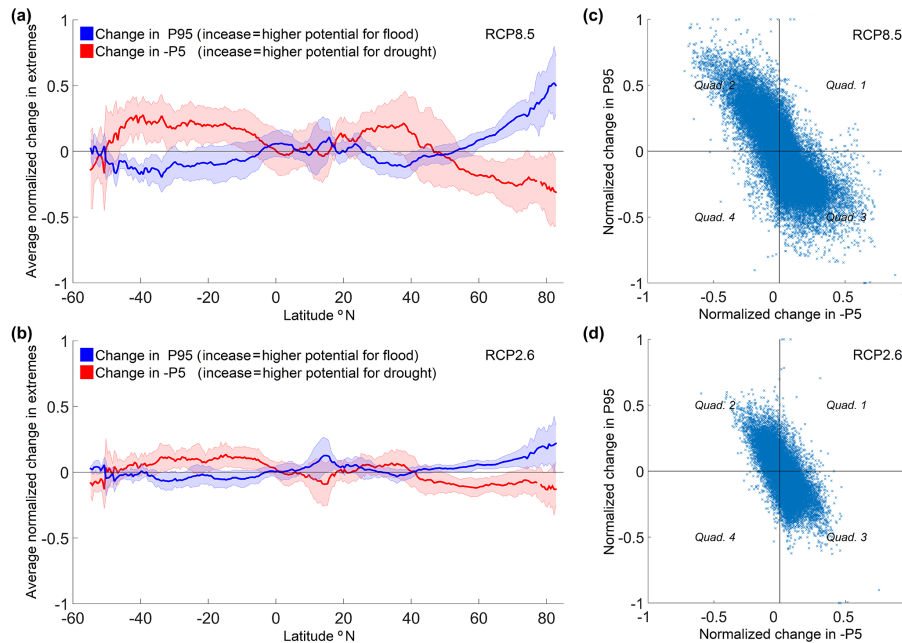 (a)
Change in P95 (increase=higher potential for flood)
Change in -P5 (increase=higher potential for drought)
RCP8.5
Average normalized change in extremes
1
0.5
0
-0.5
-1
-60 -40 -20 0 20 40 60 80
Latitude ºN
(c)
RCP8.5
Quad. 2
Quad. 1
Quad. 4
Quad. 3
Normalized change in P95
1
0.5
0
-0.5
-1
-1 -0.5 0 0.5
Normalized change in -P5
(b)
Change in P95 (incease=higher potential for flood)
Change in -P5 (incease=higher potential for drought)
RCP2.6
Average normalized change in extremes
1
0.5
0
-0.5
-1
-60 -40 -20 0 20 40 60 80
Latitude ºN
(d)
RCP2.6
Quad. 2
Quad. 1
Quad. 4
Quad. 3
Normalized change in P95
1
0.5
0
-0.5
-1
-1 -0.5 0 0.5
Normalized change in -P5